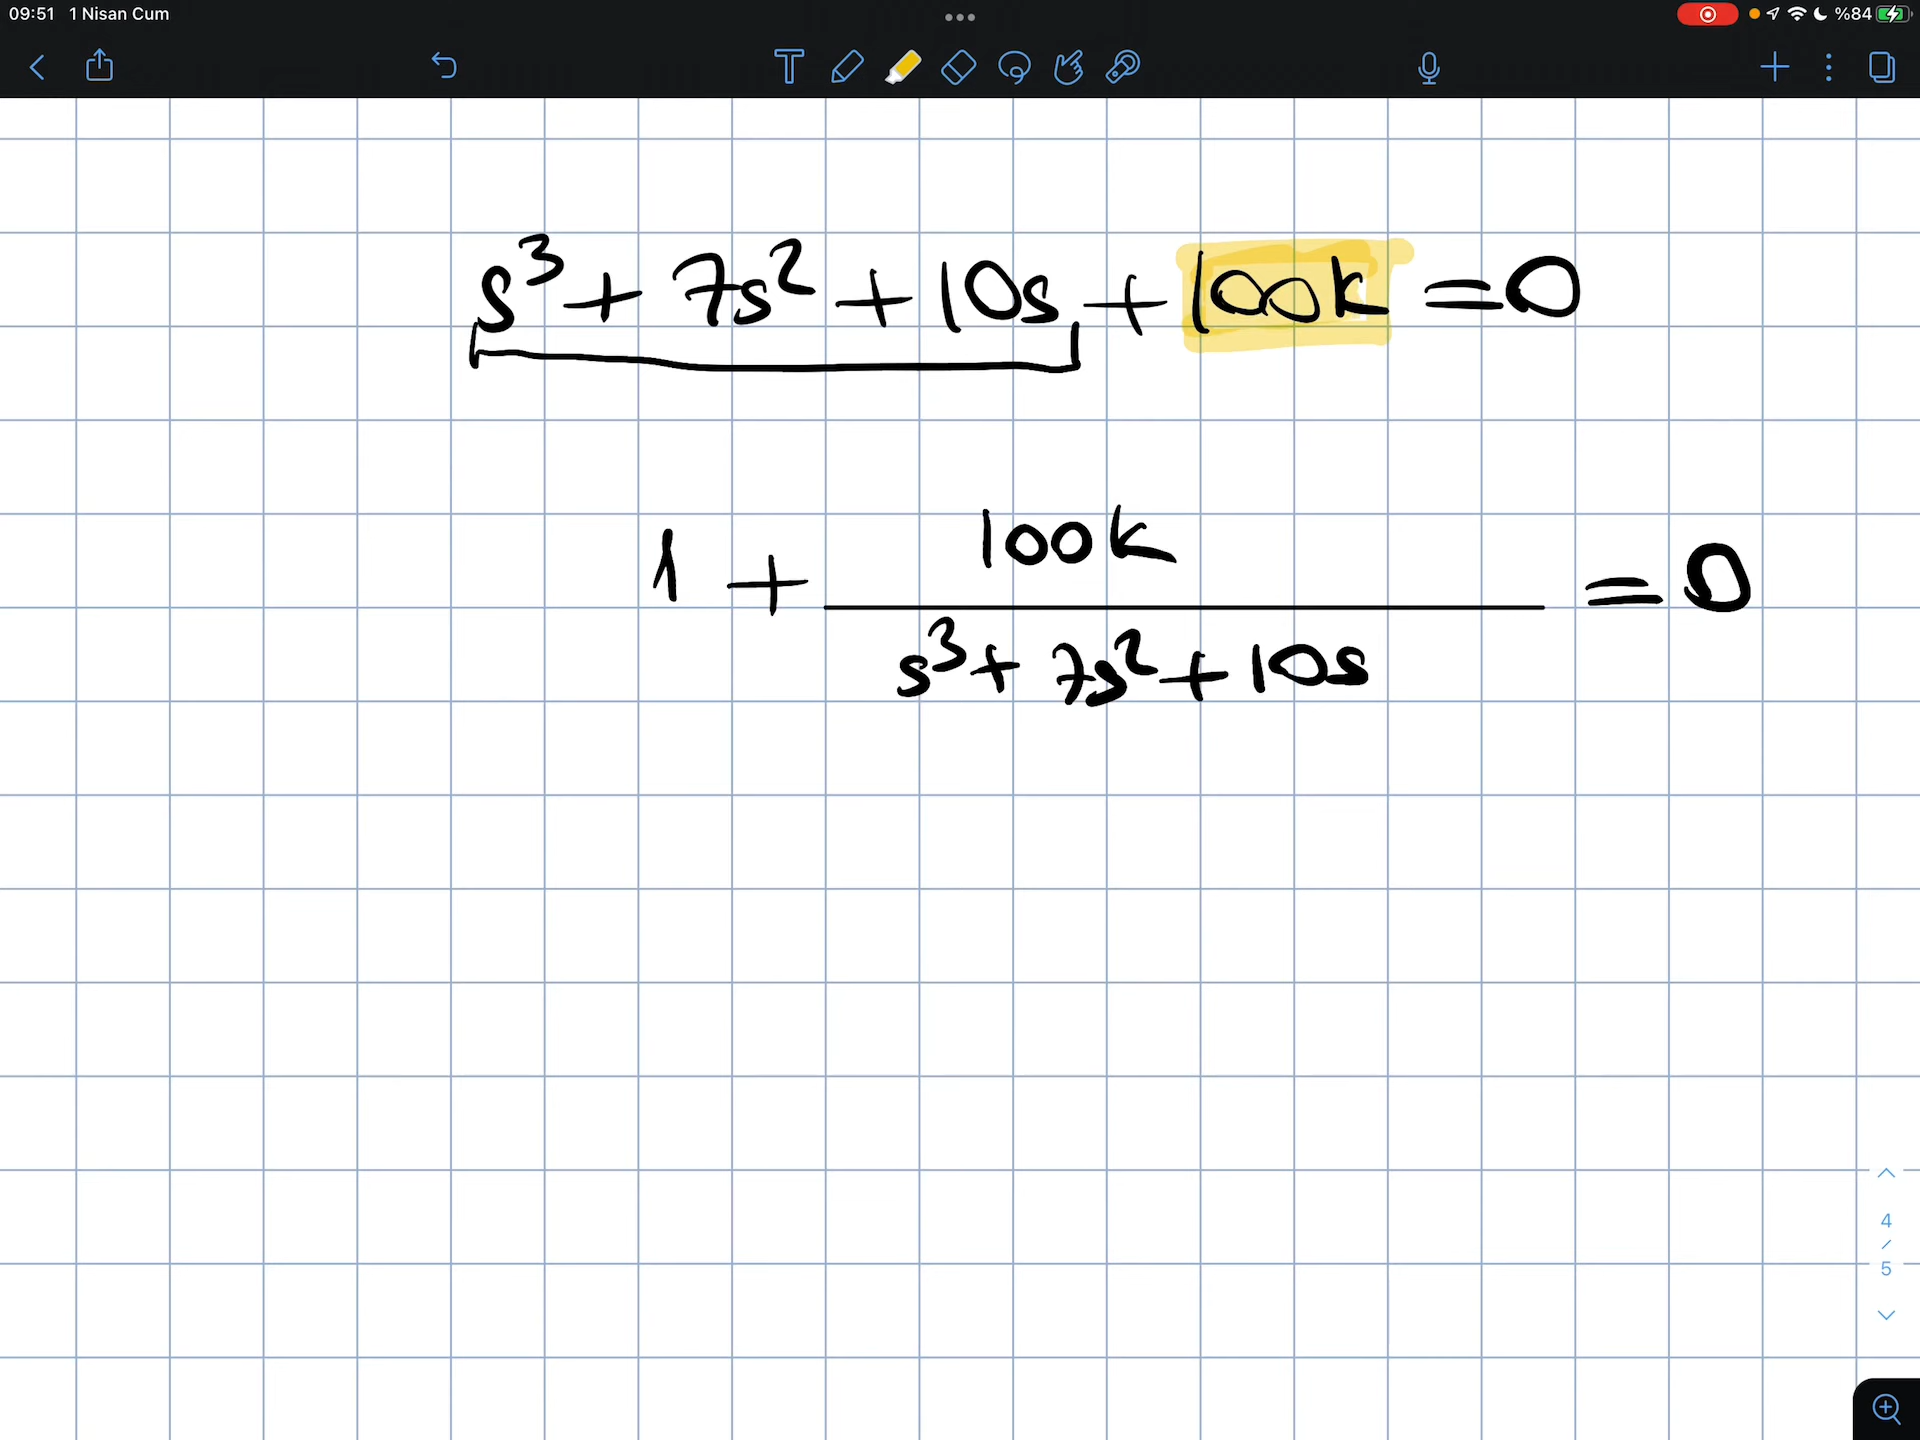 09:51 1 Nisan Cum %84
s³ + 7s² + 10s + 100k = 0
1 + 100k / s³ + 7s² + 10s = 0
4
/
5